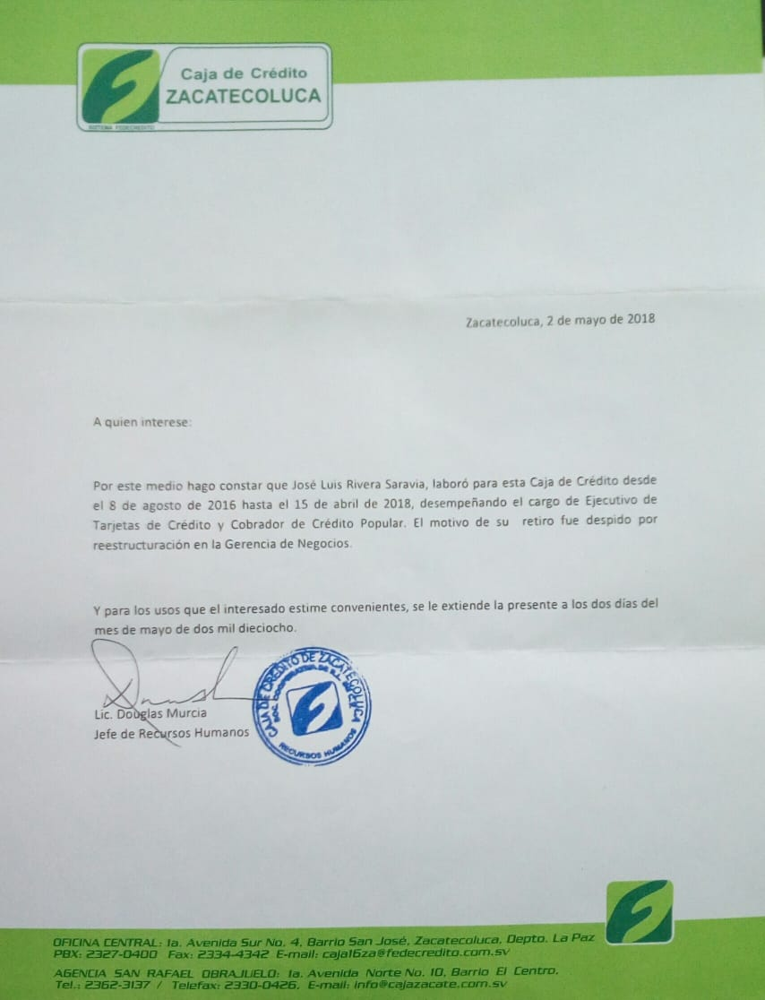 Caja de Crédito
ZACATECOLUCA
SISTEMA FEDECREDITO
Zacatecoluca, 2 de mayo de 2018
A quien interese:
Por este medio hago constar que José Luis Rivera Saravia, laboró para esta Caja de Crédito desde
el 8 de agosto de 2016 hasta el 15 de abril de 2018, desempeñando el cargo de Ejecutivo de
Tarjetas de Crédito y Cobrador de Crédito Popular. El motivo de su retiro fue despido por
reestructuración en la Gerencia de Negocios.
Y para los usos que el interesado estime convenientes, se le extiende la presente a los dos días del
mes de mayo de dos mil dieciocho.
Lic. Douglas Murcia
Jefe de Recursos Humanos
CAJA DE CRÉDITO DE ZACATECOLUCA
SOC. COOPERATIVA DE R.L. DE C.V.
RECURSOS HUMANOS
OFICINA CENTRAL: 1a. Avenida Sur No. 4, Barrio San José, Zacatecoluca, Depto. La Paz
PBX: 2327-0400 Fax: 2334-4342 E-mail: caja16za@fedecredito.com.sv
AGENCIA SAN RAFAEL OBRAJUELO: 1a. Avenida Norte No. 10, Barrio El Centro.
Tel.: 2362-3137 / Telefax: 2330-0426, E-mail: info@cajazacate.com.sv